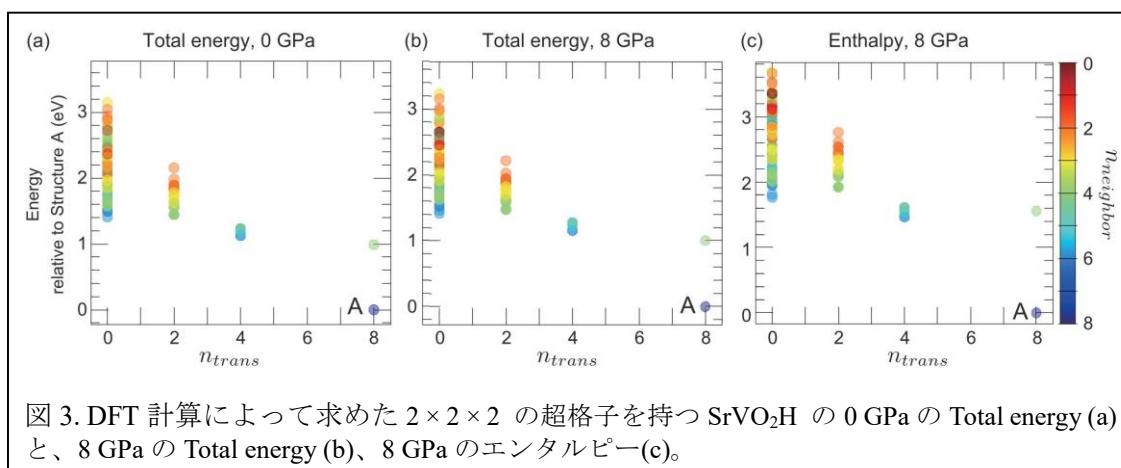 (a) Total energy, 0 GPa
(b) Total energy, 8 GPa
(c) Enthalpy, 8 GPa
Energy
relative to Structure A (eV)
3
2
1
0
0 2 4 6 8
n_trans
A
3
2
1
0
0 2 4 6 8
n_trans
A
4
3
2
1
0
0 2 4 6 8
n_trans
A
0
2
4
6
8
n_neighbor
図 3. DFT 計算によって求めた 2 × 2 × 2 の超格子を持つ SrVO₂H の 0 GPa の Total energy (a)
と、8 GPa の Total energy (b)、8 GPa のエンタルピー(c)。